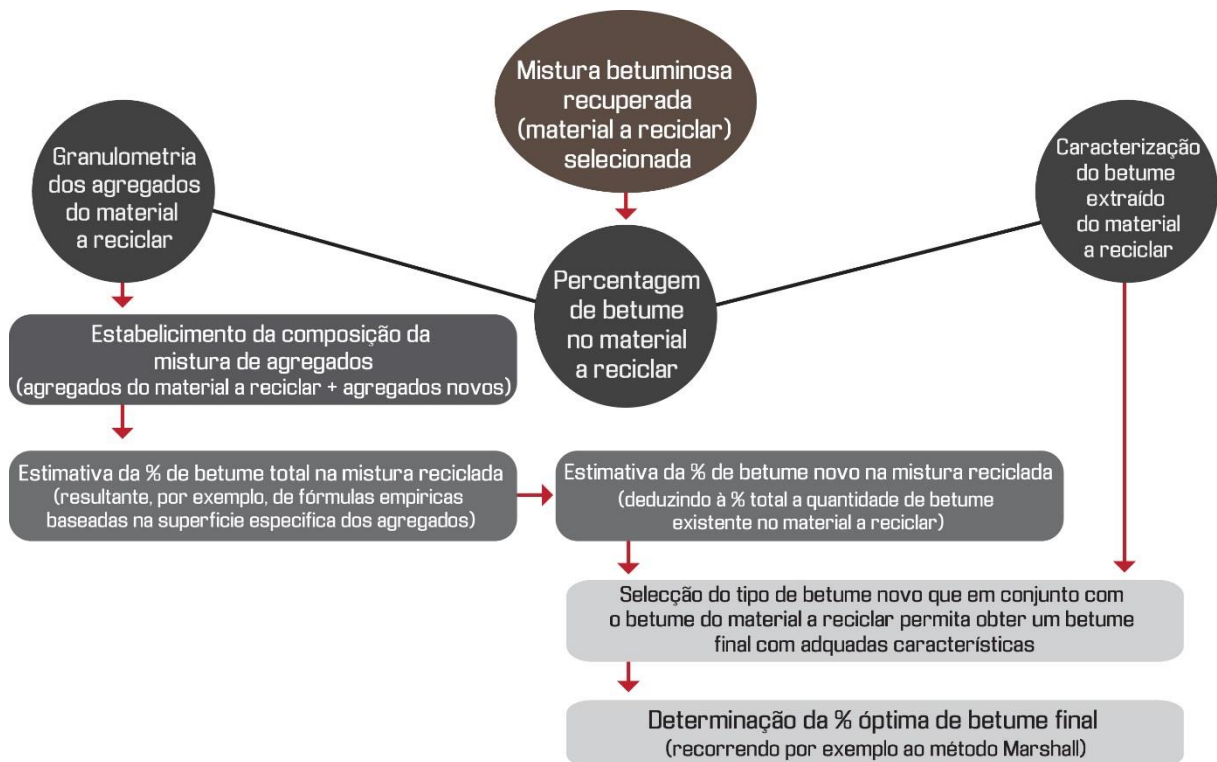 Mistura betuminosa
recuperada
(material a reciclar)
selecionada
Granulometria
dos agregados
do material
a reciclar
Caracterização
do betume
extraído
do material
a reciclar
Percentagem
de betume
no material
a reciclar
Estabelicimento da composição da
mistura de agregados
(agregados do material a reciclar + agregados novos)
Estimativa da % de betume total na mistura reciclada
(resultante, por exemplo, de fórmulas empiricas
baseadas na superficie especifica dos agregados)
Estimativa da % de betume novo na mistura reciclada
(deduzindo à % total a quantidade de betume
existente no material a reciclar)
Selecção do tipo de betume novo que em conjunto com
o betume do material a reciclar permita obter um betume
final com adquadas características
Determinação da % óptima de betume final
(recorrendo por exemplo ao método Marshall)